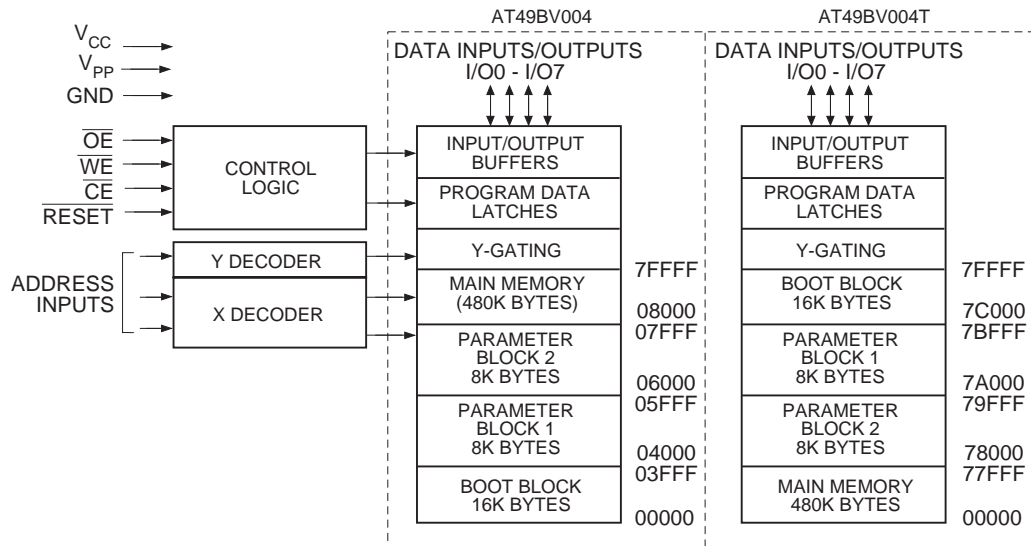 AT49BV004
AT49BV004T
VCC
VPP
GND
OE
WE
CE
RESET
ADDRESS
INPUTS
CONTROL
LOGIC
Y DECODER
X DECODER
DATA INPUTS/OUTPUTS
I/O0 - I/O7
INPUT/OUTPUT
BUFFERS
PROGRAM DATA
LATCHES
Y-GATING
MAIN MEMORY
(480K BYTES)
PARAMETER
BLOCK 2
8K BYTES
PARAMETER
BLOCK 1
8K BYTES
BOOT BLOCK
16K BYTES
7FFFF
08000
07FFF
06000
05FFF
04000
03FFF
00000
DATA INPUTS/OUTPUTS
I/O0 - I/O7
INPUT/OUTPUT
BUFFERS
PROGRAM DATA
LATCHES
Y-GATING
BOOT BLOCK
16K BYTES
PARAMETER
BLOCK 1
8K BYTES
PARAMETER
BLOCK 2
8K BYTES
MAIN MEMORY
480K BYTES
7FFFF
7C000
7BFFF
7A000
79FFF
78000
77FFF
00000